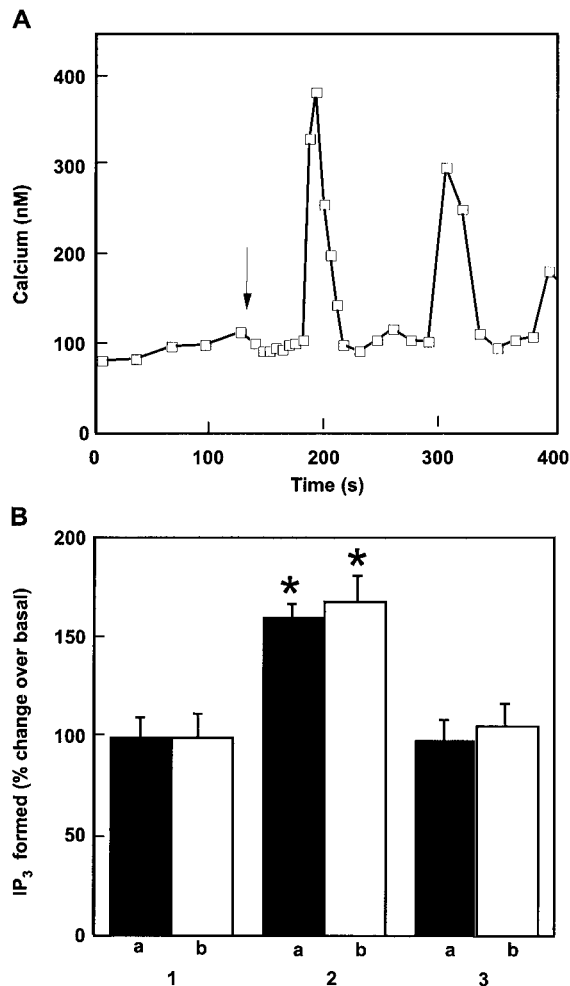 A
400
300
200
100
0
Calcium (nM)
0 100 200 300 400
Time (s)
B
200
150
100
50
0
IP3 formed (% change over basal)
* *
a b a b a b
1 2 3